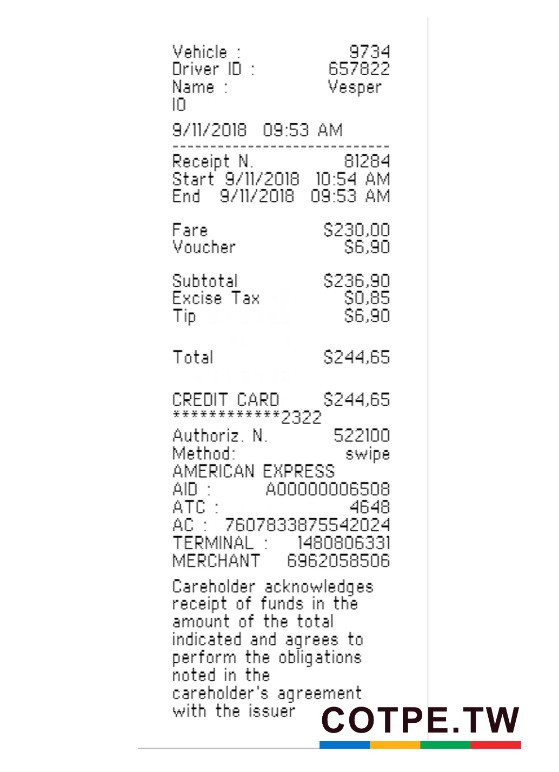 Vehicle : 9734
Driver ID : 657822
Name : Vesper
IO
9/11/2018 09:53 AM
---------------------------
Receipt N. 81284
Start 9/11/2018 10:54 AM
End 9/11/2018 09:53 AM
Fare $230,00
Voucher $6,90
Subtotal $236,90
Excise Tax $0,85
Tip $6,90
Total $244,65
CREDIT CARD $244,65
************2322
Authoriz. N. 522100
Method: swipe
AMERICAN EXPRESS
AID : A00000006508
ATC : 4648
AC : 7607833875542024
TERMINAL : 1480806331
MERCHANT 6962058506
Careholder acknowledges
receipt of funds in the
amount of the total
indicated and agrees to
perform the obligations
noted in the
careholder's agreement
with the issuer
COTPE.TW